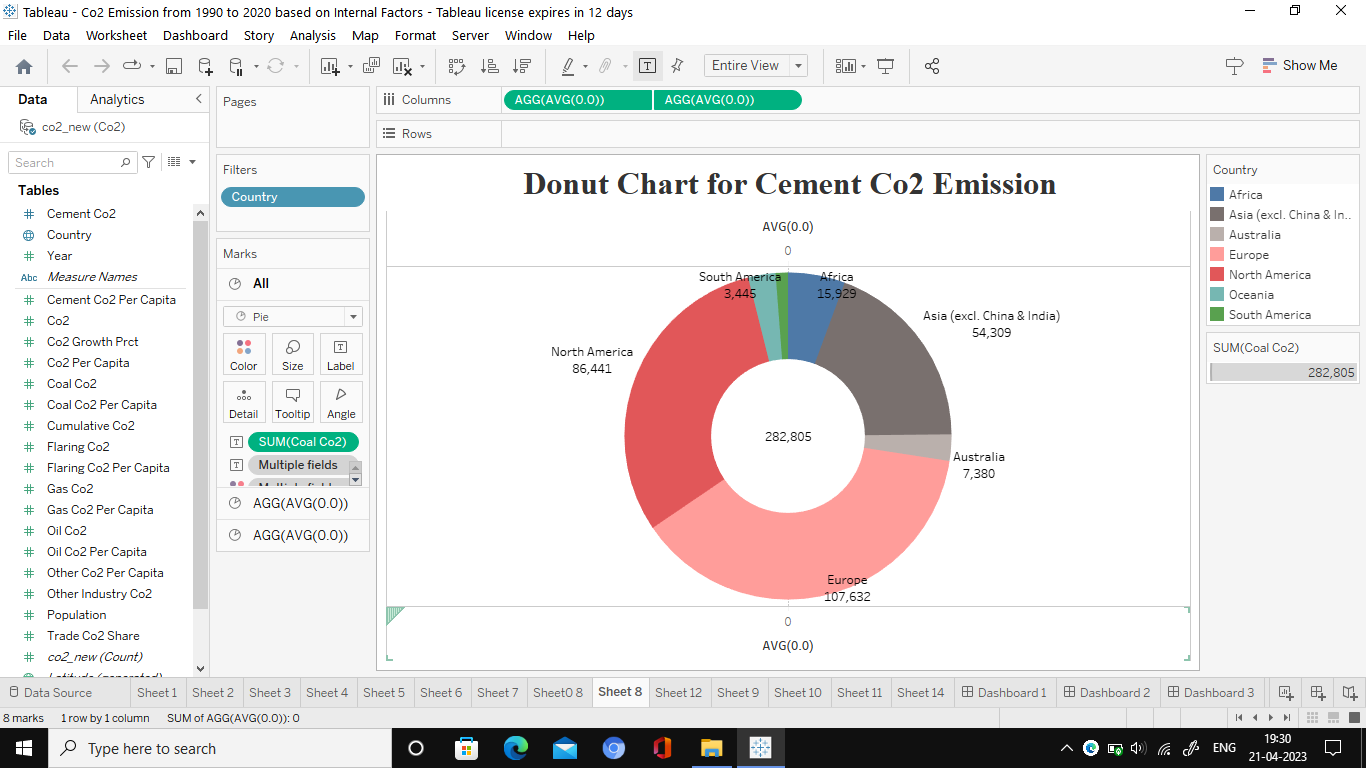 Tableau - Co2 Emission from 1990 to 2020 based on Internal Factors - Tableau license expires in 12 days
File Data Worksheet Dashboard Story Analysis Map Format Server Window Help
Entire View
Show Me
Data Analytics
co2_new (Co2)
Search
Tables
Cement Co2
Country
Year
Abc Measure Names
Cement Co2 Per Capita
Co2
Co2 Growth Prct
Co2 Per Capita
Coal Co2
Coal Co2 Per Capita
Cumulative Co2
Flaring Co2
Flaring Co2 Per Capita
Gas Co2
Gas Co2 Per Capita
Oil Co2
Oil Co2 Per Capita
Other Co2 Per Capita
Other Industry Co2
Population
Trade Co2 Share
co2_new (Count)
Pages
Filters
Country
Marks
All
Pie
Color Size Label
Detail Tooltip Angle
SUM(Coal Co2)
Multiple fields
AGG(AVG(0.0))
AGG(AVG(0.0))
Columns AGG(AVG(0.0)) AGG(AVG(0.0))
Rows
Donut Chart for Cement Co2 Emission
AVG(0.0)
0
South America
3,445
Africa
15,929
Asia (excl. China & India)
54,309
North America
86,441
282,805
Australia
7,380
Europe
107,632
0
AVG(0.0)
Country
Africa
Asia (excl. China & In..
Australia
Europe
North America
Oceania
South America
SUM(Coal Co2)
282,805
Data Source Sheet 1 Sheet 2 Sheet 3 Sheet 4 Sheet 5 Sheet 6 Sheet 7 Sheet0 8 Sheet 8 Sheet 12 Sheet 9 Sheet 10 Sheet 11 Sheet 14 Dashboard 1 Dashboard 2 Dashboard 3
8 marks 1 row by 1 column SUM of AGG(AVG(0.0)): 0
Type here to search
ENG
19:30
21-04-2023